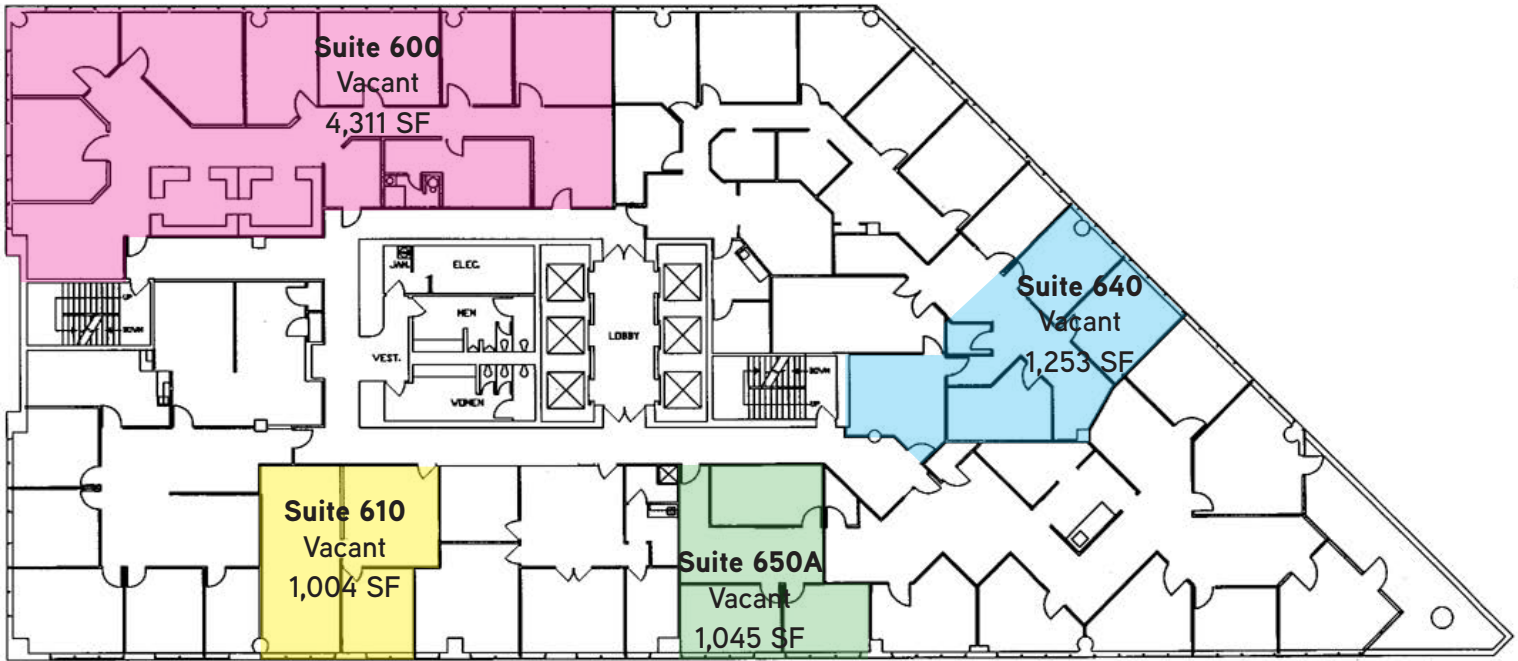 Suite 600
Vacant
4,311 SF
JAN.
ELEC.
1
MEN
LOBBY
VEST.
WOMEN
UP
DOWN
Suite 640
Vacant
1,253 SF
DOWN
UP
Suite 610
Vacant
1,004 SF
Suite 650A
Vacant
1,045 SF